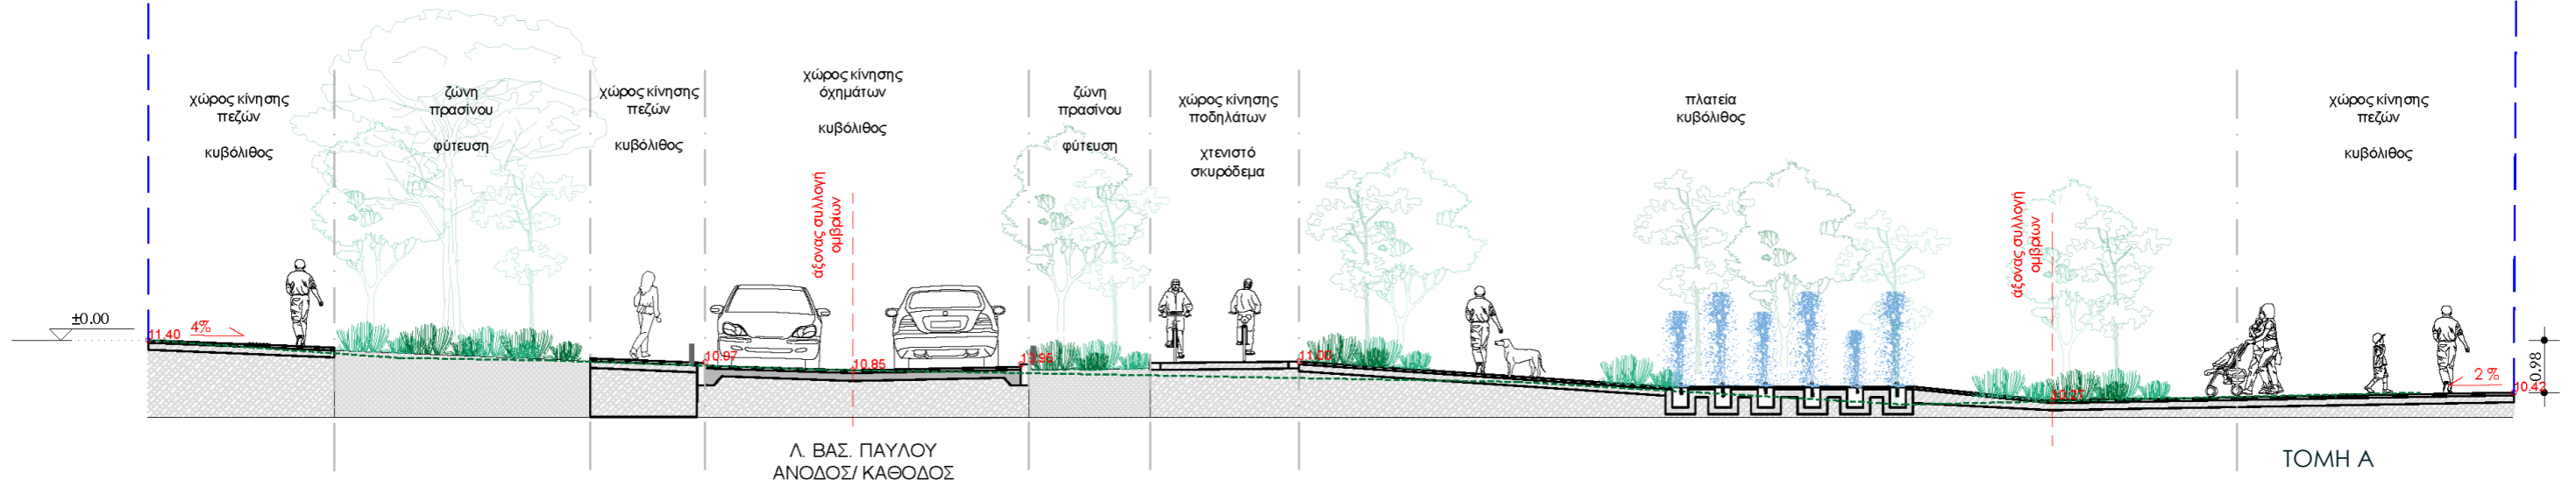 χώρος κίνησης
πεζών
κυβόλιθος
ζώνη
πρασίνου
φύτευση
χώρος κίνησης
πεζών
κυβόλιθος
χώρος κίνησης
όχημάτων
κυβόλιθος
άξονας συλλογή
ομβρίων
ζώνη
πρασίνου
φύτευση
χώρος κίνησης
ποδηλάτων
χτενιστό
σκυρόδεμα
πλατεία
κυβόλιθος
άξονας συλλογή
ομβρίων
χώρος κίνησης
πεζών
κυβόλιθος
±0.00
11.40 4%
10.97
10.85
10.96
11.00
10.27
2%
10.42
0.98
Λ. ΒΑΣ. ΠΑΥΛΟΥ
ΑΝΟΔΟΣ/ ΚΑΘΟΔΟΣ
ΤΟΜΗ Α